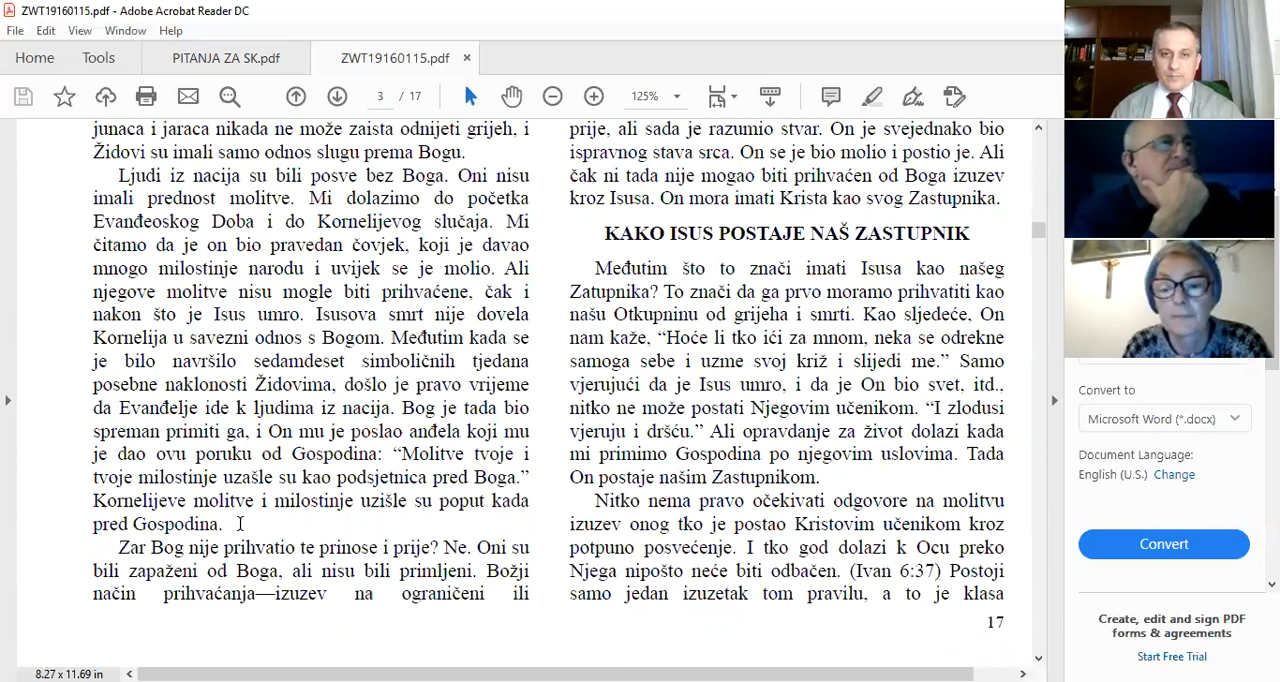 ZWT19160115.pdf - Adobe Acrobat Reader DC
File Edit View Window Help
Home Tools PITANJA ZA SK.pdf ZWT19160115.pdf ×
3 / 17 125%
junaca i jaraca nikada ne može zaista odnijeti grijeh, i
Židovi su imali samo odnos slugu prema Bogu.
Ljudi iz nacija su bili posve bez Boga. Oni nisu
imali prednost molitve. Mi dolazimo do početka
Evanđeoskog Doba i do Kornelijevog slučaja. Mi
čitamo da je on bio pravedan čovjek, koji je davao
mnogo milostinje narodu i uvijek se je molio. Ali
njegove molitve nisu mogle biti prihvaćene, čak i
nakon što je Isus umro. Isusova smrt nije dovela
Kornelija u savezni odnos s Bogom. Međutim kada se
je bilo navršilo sedamdeset simboličnih tjedana
posebne naklonosti Židovima, došlo je pravo vrijeme
da Evanđelje ide k ljudima iz nacija. Bog je tada bio
spreman primiti ga, i On mu je poslao anđela koji mu
je dao ovu poruku od Gospodina: “Molitve tvoje i
tvoje milostinje uzašle su kao podsjetnica pred Boga.”
Kornelijeve molitve i milostinje uzišle su poput kada
pred Gospodina.
Zar Bog nije prihvatio te prinose i prije? Ne. Oni su
bili zapaženi od Boga, ali nisu bili primljeni. Božji
način prihvaćanja—izuzev na ograničeni ili
prije, ali sada je razumio stvar. On je svejednako bio
ispravnog stava srca. On se je bio molio i postio je. Ali
čak ni tada nije mogao biti prihvaćen od Boga izuzev
kroz Isusa. On mora imati Krista kao svog Zastupnika.
KAKO ISUS POSTAJE NAŠ ZASTUPNIK
Međutim što to znači imati Isusa kao našeg
Zatupnika? To znači da ga prvo moramo prihvatiti kao
našu Otkupninu od grijeha i smrti. Kao sljedeće, On
nam kaže, “Hoće li tko ići za mnom, neka se odrekne
samoga sebe i uzme svoj križ i slijedi me.” Samo
vjerujući da je Isus umro, i da je On bio svet, itd.,
nitko ne može postati Njegovim učenikom. “I zlodusi
vjeruju i dršću.” Ali opravdanje za život dolazi kada
mi primimo Gospodina po njegovim uslovima. Tada
On postaje našim Zastupnikom.
Nitko nema pravo očekivati odgovore na molitvu
izuzev onog tko je postao Kristovim učenikom kroz
potpuno posvećenje. I tko god dolazi k Ocu preko
Njega nipošto neće biti odbačen. (Ivan 6:37) Postoji
samo jedan izuzetak tom pravilu, a to je klasa
17
8.27 x 11.69 in
Convert to
Microsoft Word (*.docx)
Document Language:
English (U.S.) Change
Convert
Create, edit and sign PDF
forms & agreements
Start Free Trial